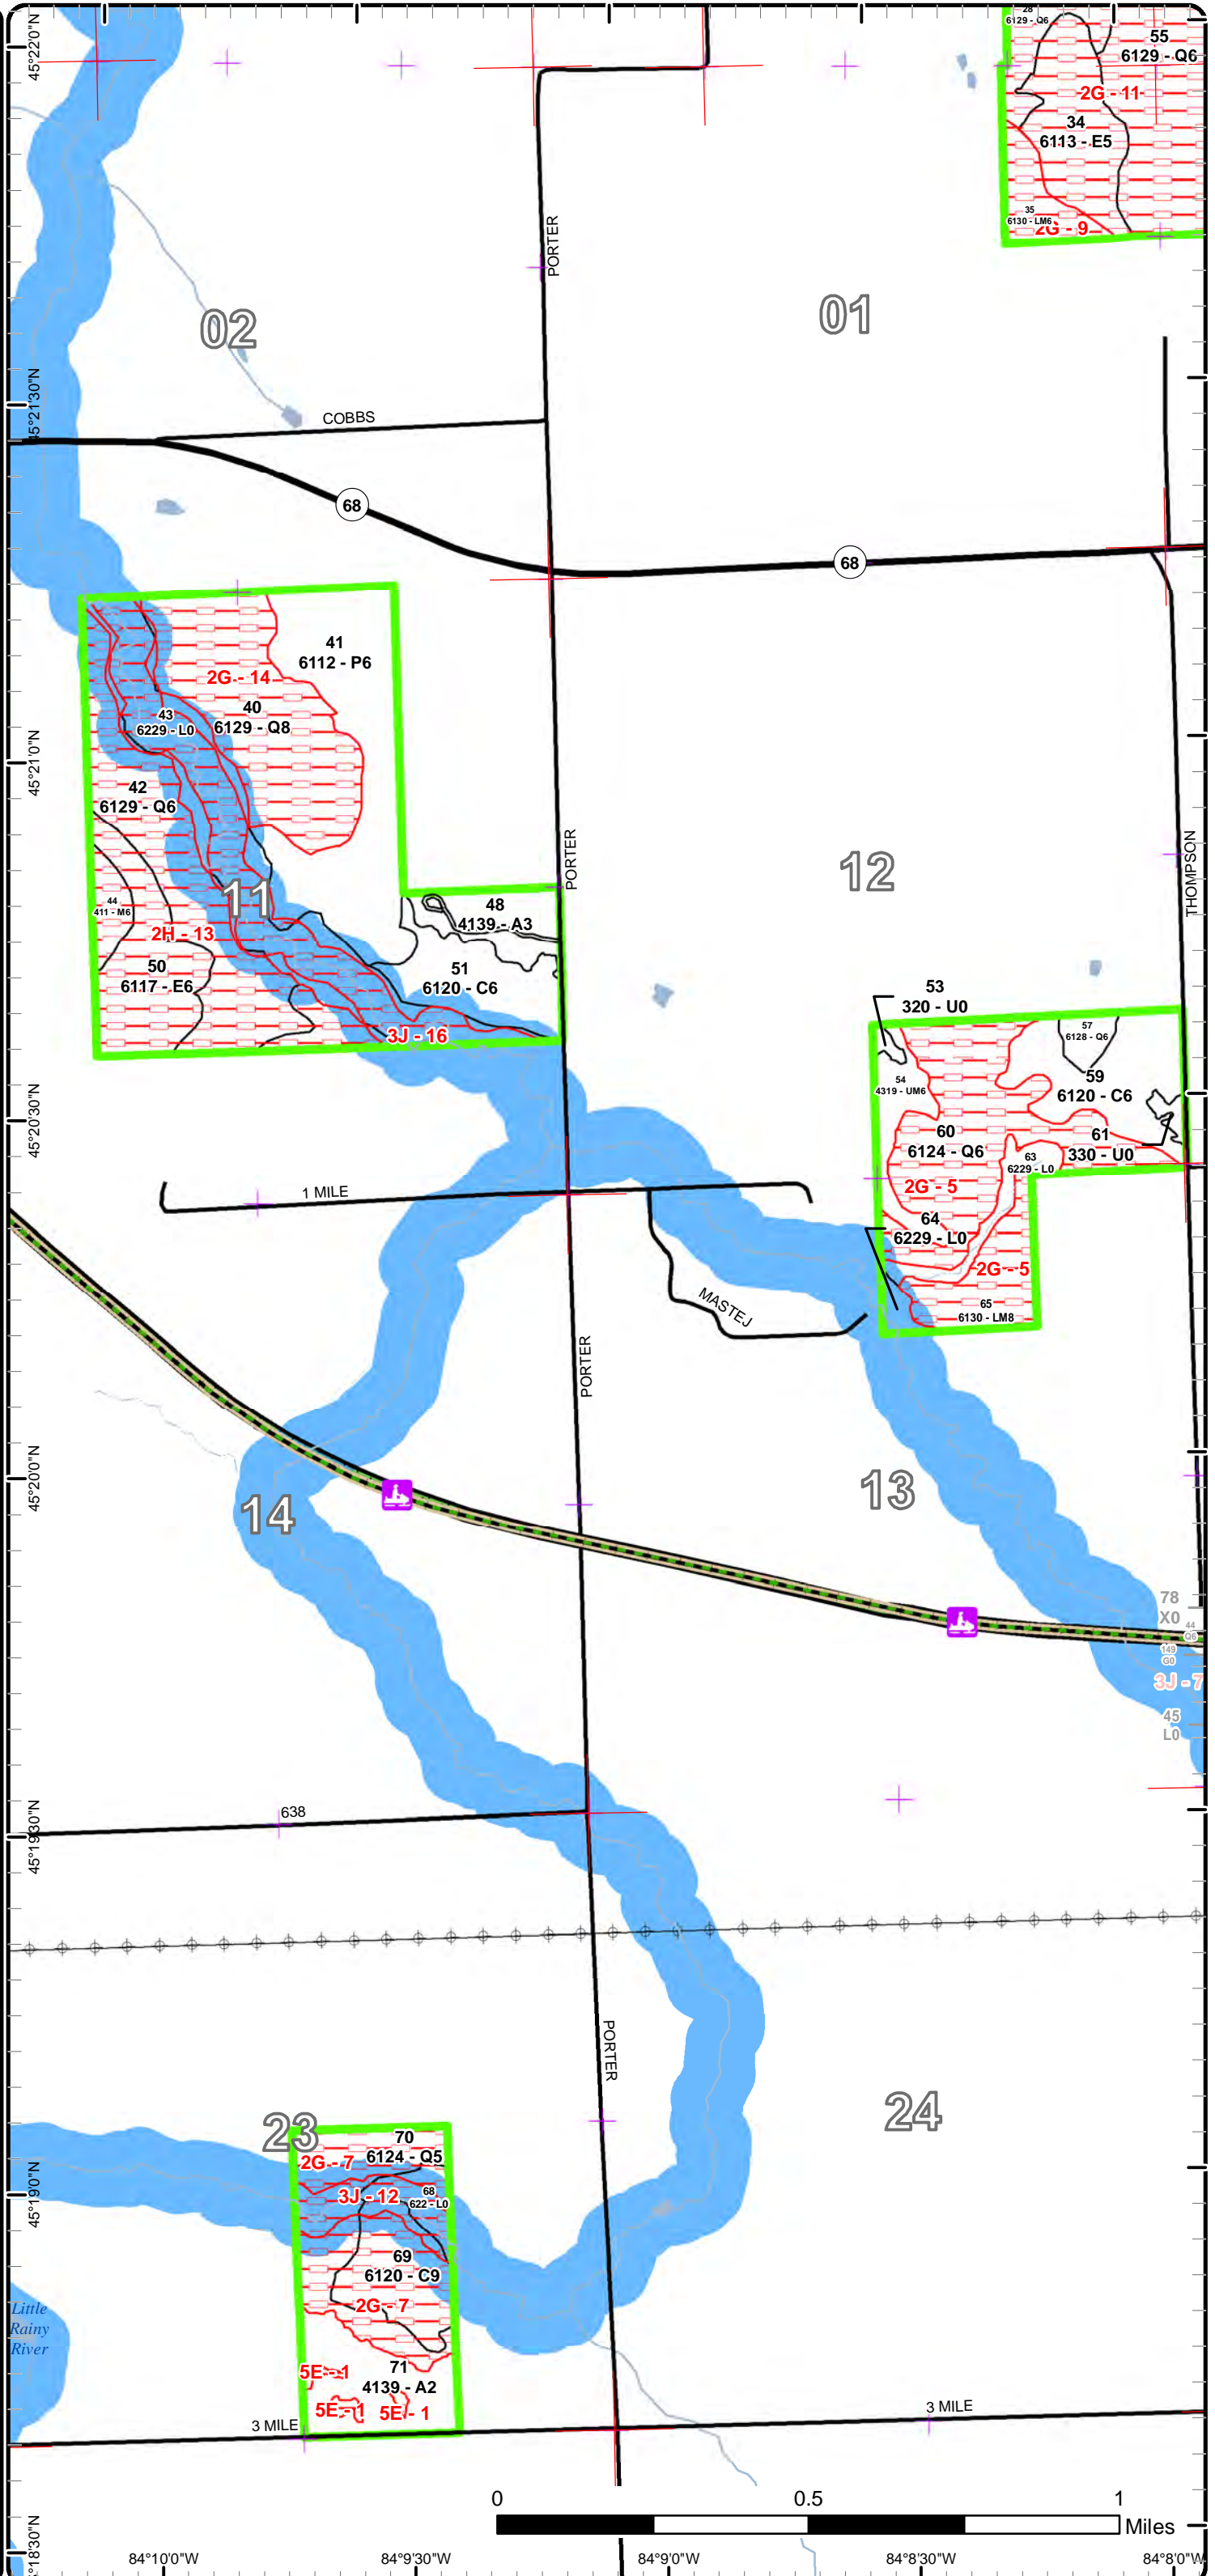 45°22'0"N
28
6129 - Q6
55
6129 - Q6
2G - 11
34
6113 - E5
35
6130 - LM6
2G - 9
PORTER
02
01
45°21'30"N
COBBS
68
68
41
6112 - P6
2G - 14
40
6129 - Q8
43
6229 - L0
45°21'0"N
42
6129 - Q6
PORTER
12
THOMPSON
11
44
411 - M6
48
4139 - A3
2H - 13
50
6117 - E6
51
6120 - C6
3J - 16
53
320 - U0
57
6128 - Q6
54
4319 - UM6
59
6120 - C6
45°20'30"N
60
6124 - Q6
61
330 - U0
63
6229 - L0
1 MILE
2G - 5
64
6229 - L0
2G - 5
65
6130 - LM8
MASTEJ
PORTER
45°20'0"N
14
13
78
X0
44
Q6
149
G0
3J - 7
45
L0
45°19'30"N
638
PORTER
24
23
70
6124 - Q5
2G - 7
3J - 12
68
622 - L0
45°19'0"N
69
6120 - C9
2G - 7
Little
Rainy
River
71
4139 - A2
5E - 1
5E - 1
5E - 1
3 MILE
3 MILE
0
0.5
1
Miles
45°18'30"N
84°10'0"W
84°9'30"W
84°9'0"W
84°8'30"W
84°8'0"W